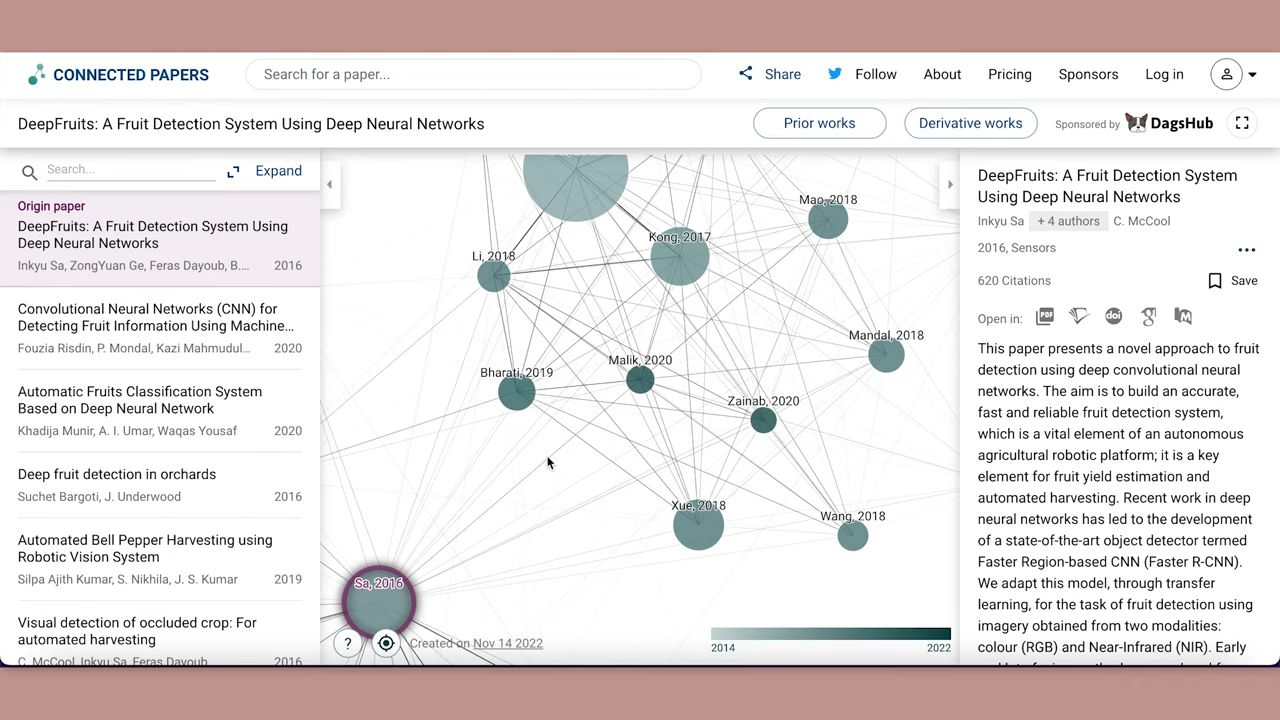 CONNECTED PAPERS
Search for a paper...
Share
Follow
About
Pricing
Sponsors
Log in
DeepFruits: A Fruit Detection System Using Deep Neural Networks
Prior works
Derivative works
Sponsored by DagsHub
Search...
Expand
Origin paper
DeepFruits: A Fruit Detection System Using
Deep Neural Networks
Inkyu Sa, ZongYuan Ge, Feras Dayoub, B.... 2016
Convolutional Neural Networks (CNN) for
Detecting Fruit Information Using Machine...
Fouzia Risdin, P. Mondal, Kazi Mahmudul... 2020
Automatic Fruits Classification System
Based on Deep Neural Network
Khadija Munir, A. I. Umar, Waqas Yousaf 2020
Deep fruit detection in orchards
Suchet Bargoti, J. Underwood 2016
Automated Bell Pepper Harvesting using
Robotic Vision System
Silpa Ajith Kumar, S. Nikhila, J. S. Kumar 2019
Visual detection of occluded crop: For
automated harvesting
C. McCool, Inkyu Sa, Feras Dayoub 2016
Mao, 2018
Kong, 2017
Li, 2018
Mandal, 2018
Malik, 2020
Bharati, 2019
Zainab, 2020
Xue, 2018
Wang, 2018
Sa, 2016
?
Created on Nov 14 2022
2014 2022
DeepFruits: A Fruit Detection System
Using Deep Neural Networks
Inkyu Sa + 4 authors C. McCool
2016, Sensors
620 Citations
Save
Open in: PDF doi
This paper presents a novel approach to fruit
detection using deep convolutional neural
networks. The aim is to build an accurate,
fast and reliable fruit detection system,
which is a vital element of an autonomous
agricultural robotic platform; it is a key
element for fruit yield estimation and
automated harvesting. Recent work in deep
neural networks has led to the development
of a state-of-the-art object detector termed
Faster Region-based CNN (Faster R-CNN).
We adapt this model, through transfer
learning, for the task of fruit detection using
imagery obtained from two modalities:
colour (RGB) and Near-Infrared (NIR). Early